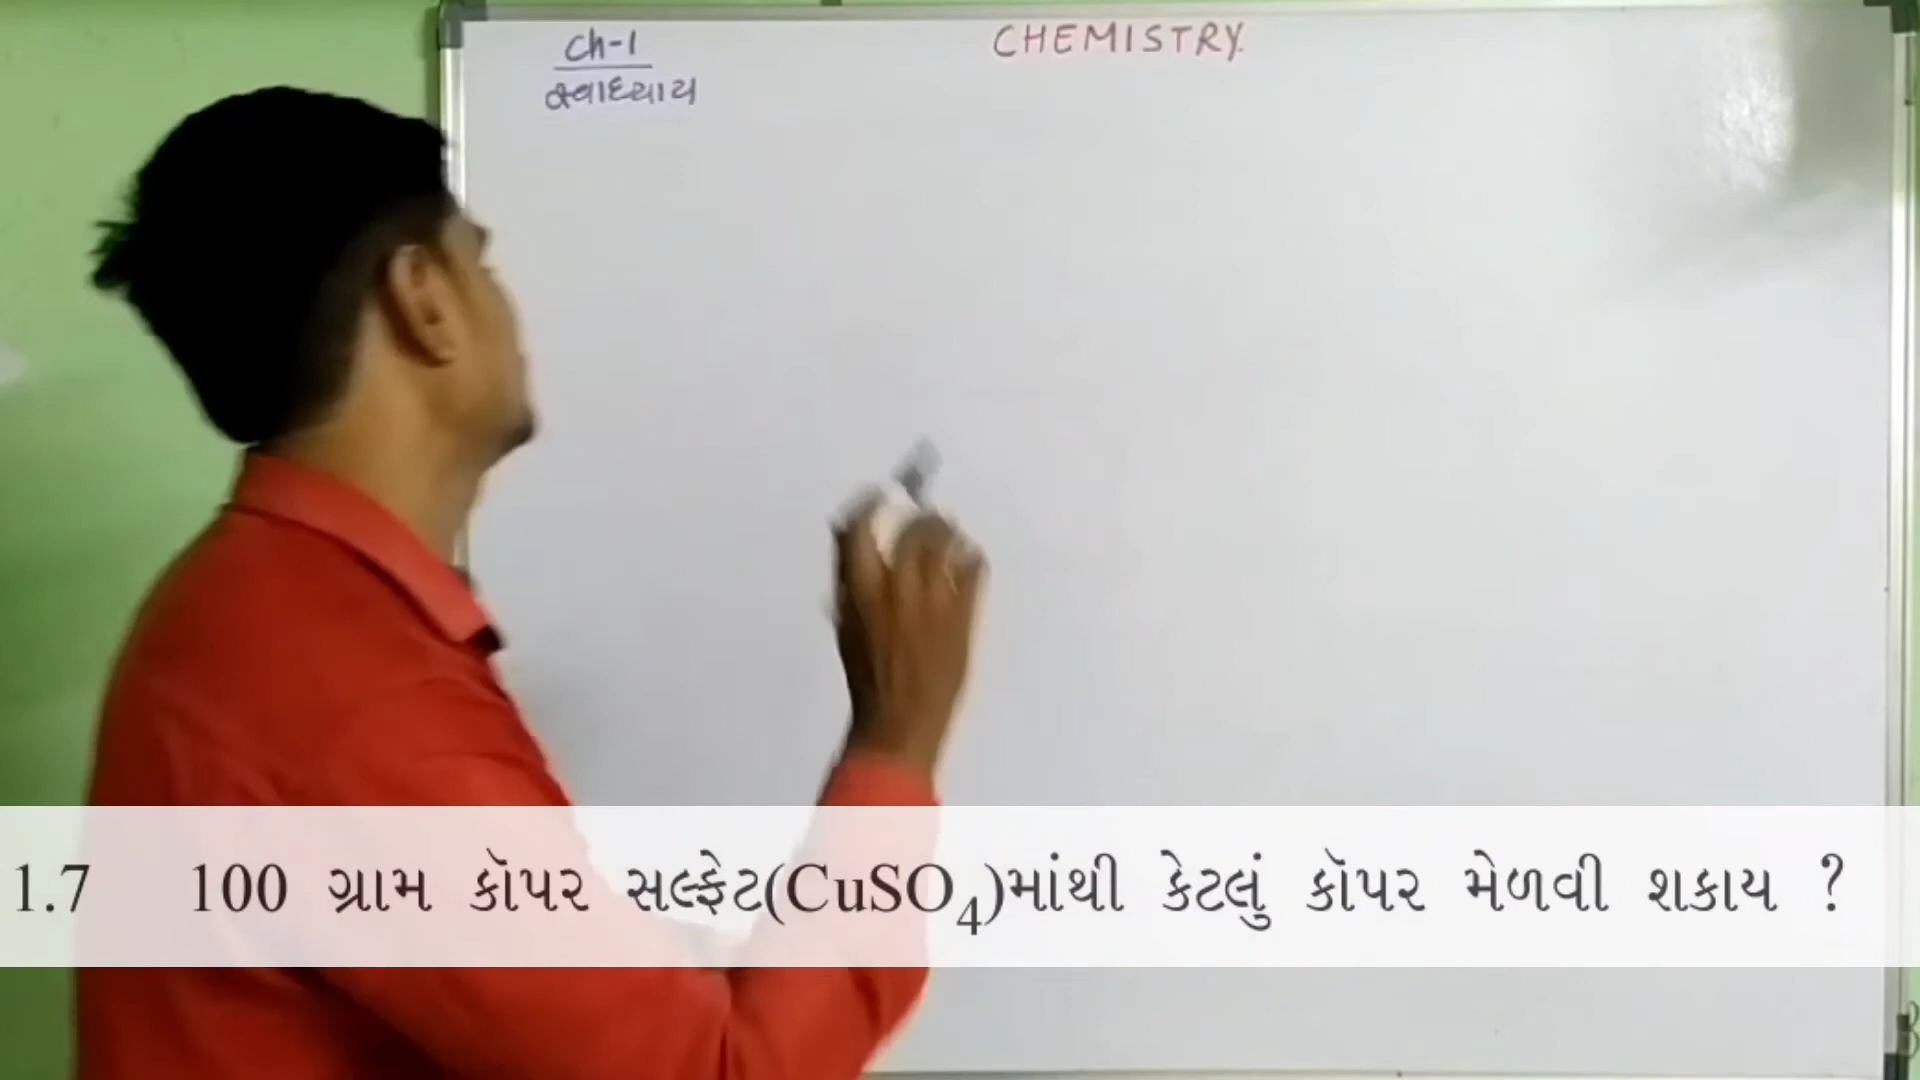 CHEMISTRY
Ch-1
સ્વાધ્યાય
1.7 100 ગ્રામ કૉપર સલ્ફેટ(CuSO₄)માંથી કેટલું કૉપર મેળવી શકાય ?